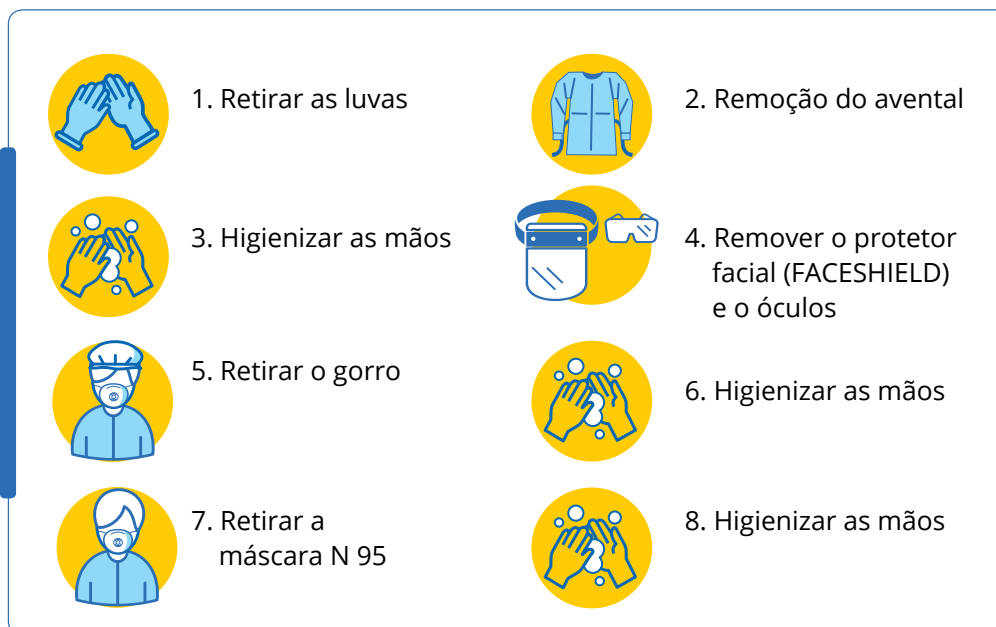 1. Retirar as luvas
2. Remoção do avental
3. Higienizar as mãos
4. Remover o protetor
facial (FACESHIELD)
e o óculos
5. Retirar o gorro
6. Higienizar as mãos
7. Retirar a
máscara N 95
8. Higienizar as mãos